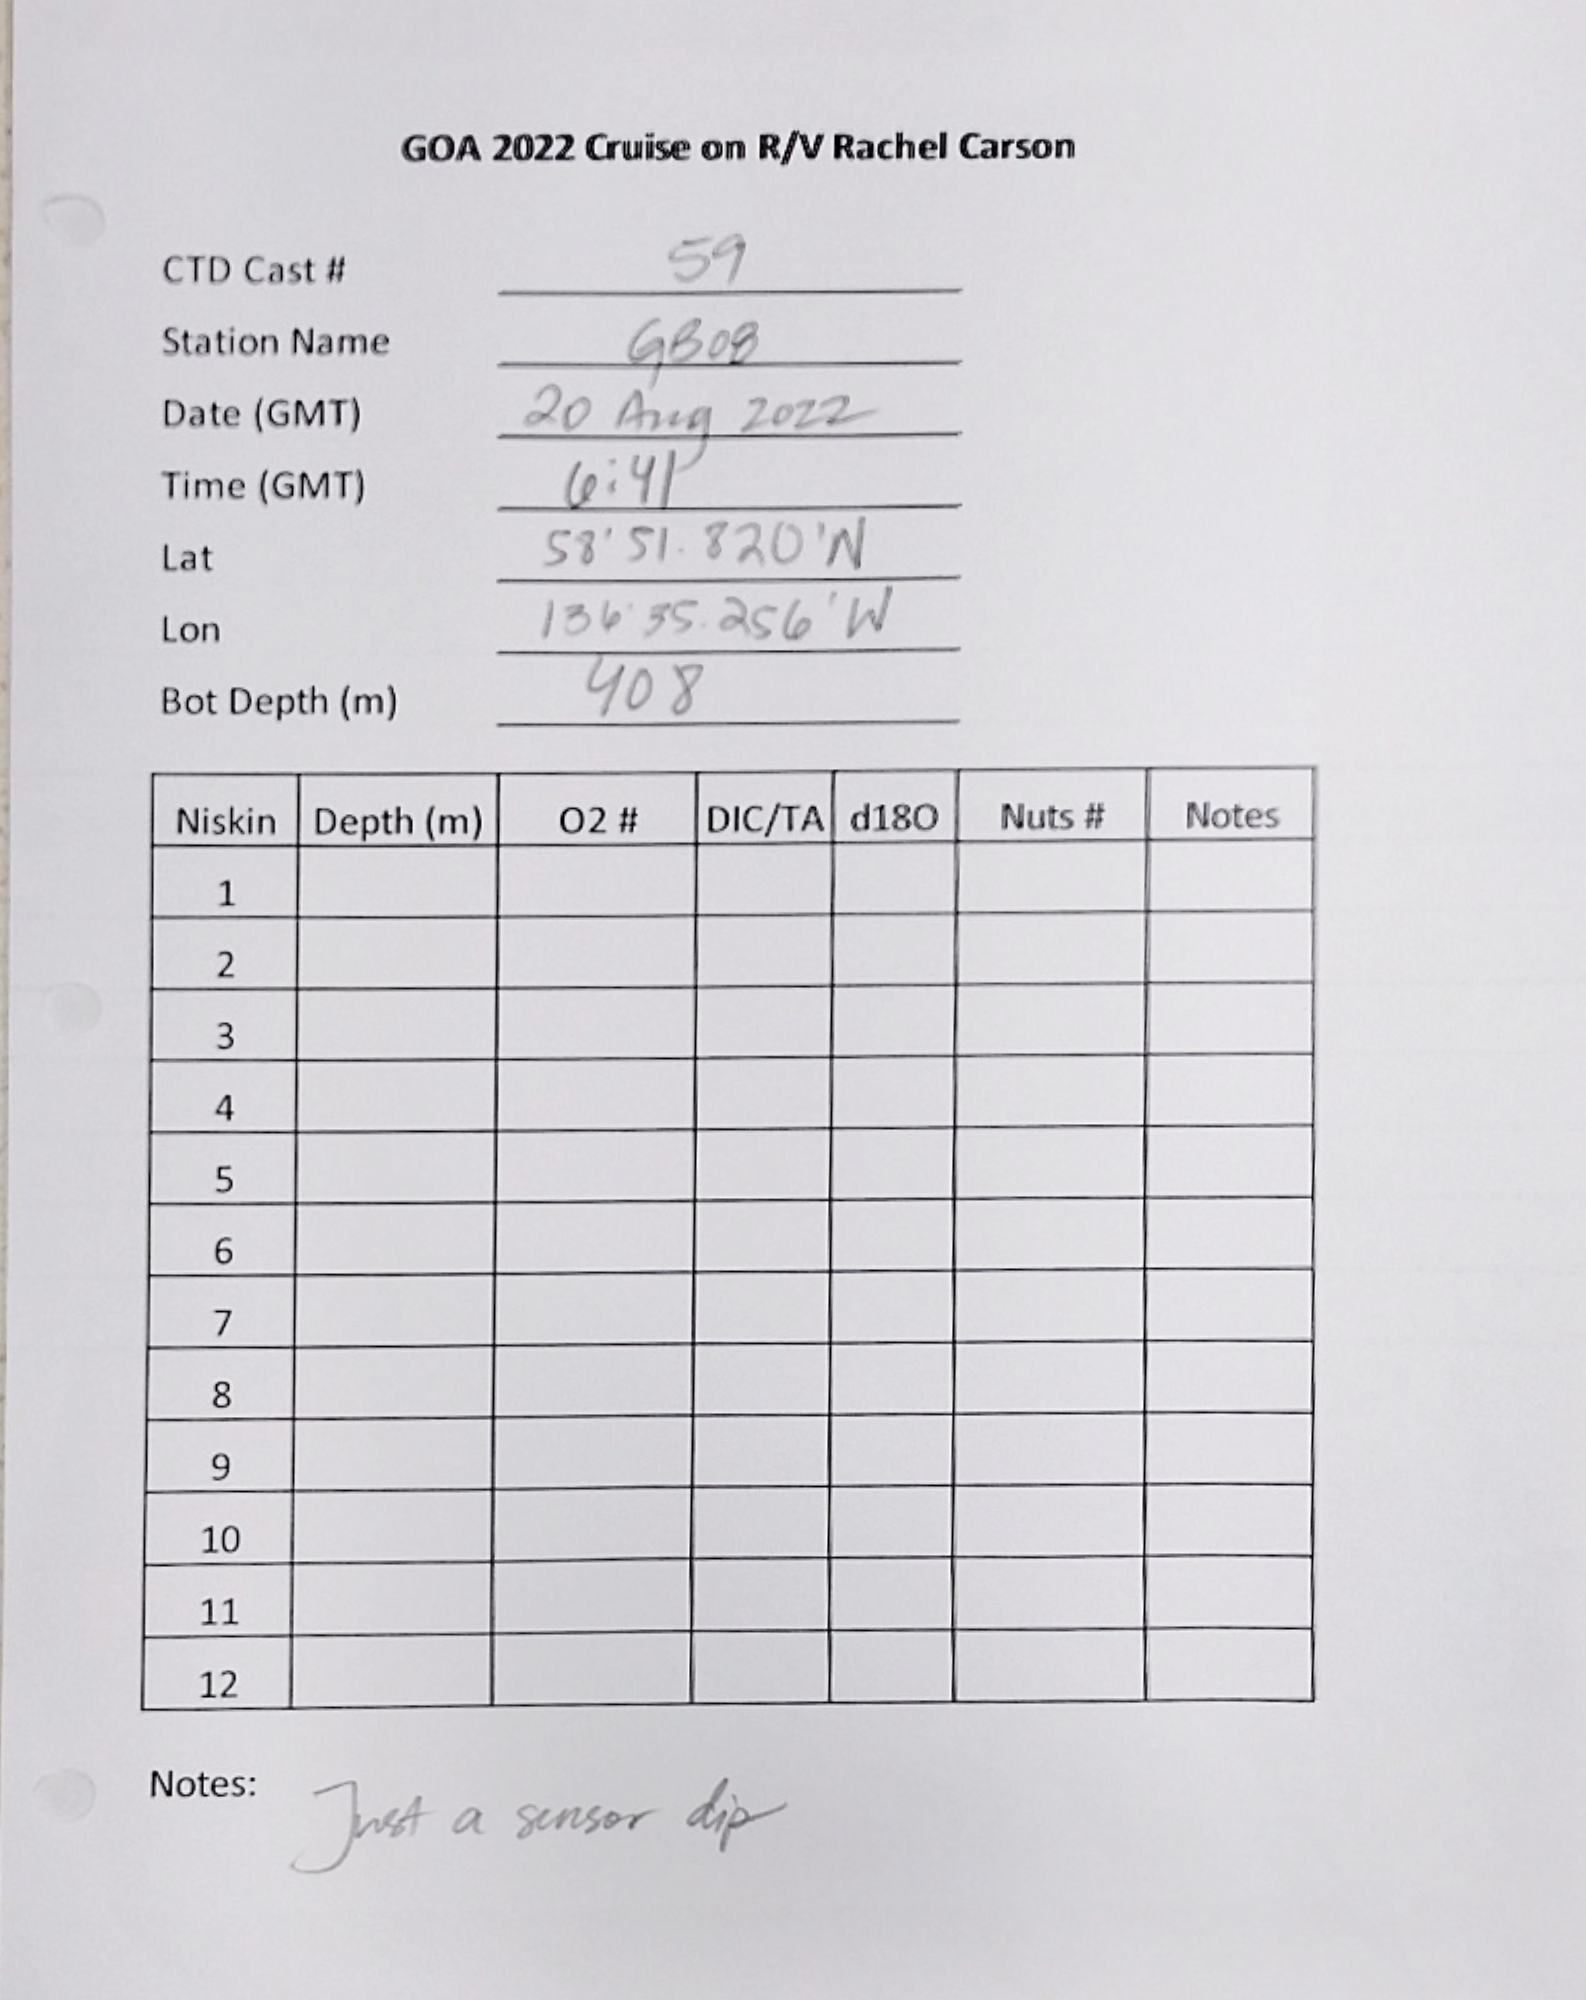 GOA 2022 Cruise on R/V Rachel Carson
CTD Cast # 59
Station Name GB08
Date (GMT) 20 Aug 2022
Time (GMT) 6:41
Lat 58°51.820'N
Lon 136°35.256'W
Bot Depth (m) 408
Niskin Depth (m) O2 # DIC/TA d18O Nuts # Notes
1
2
3
4
5
6
7
8
9
10
11
12
Notes: Just a sensor dip